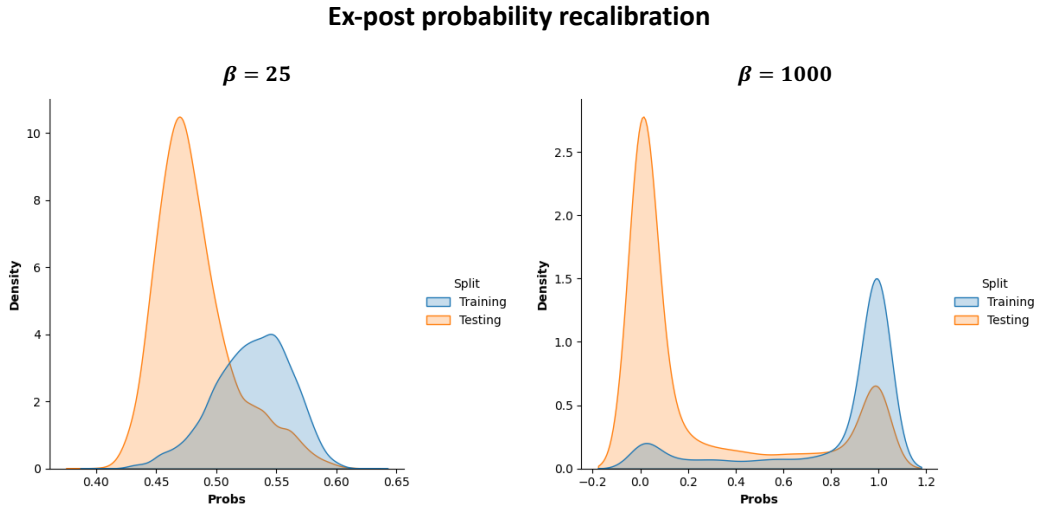 Ex-post probability recalibration
β = 25
10
8
6
4
2
0
Density
0.40 0.45 0.50 0.55 0.60 0.65
Probs
Split
Training
Testing
β = 1000
2.5
2.0
1.5
1.0
0.5
0.0
Density
−0.2 0.0 0.2 0.4 0.6 0.8 1.0 1.2
Probs
Split
Training
Testing